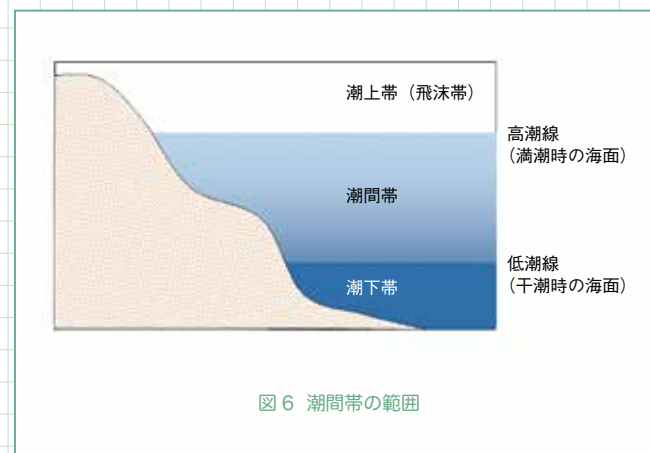 潮上帯（飛沫帯）
高潮線
（満潮時の海面）
潮間帯
低潮線
（干潮時の海面）
潮下帯
図6 潮間帯の範囲